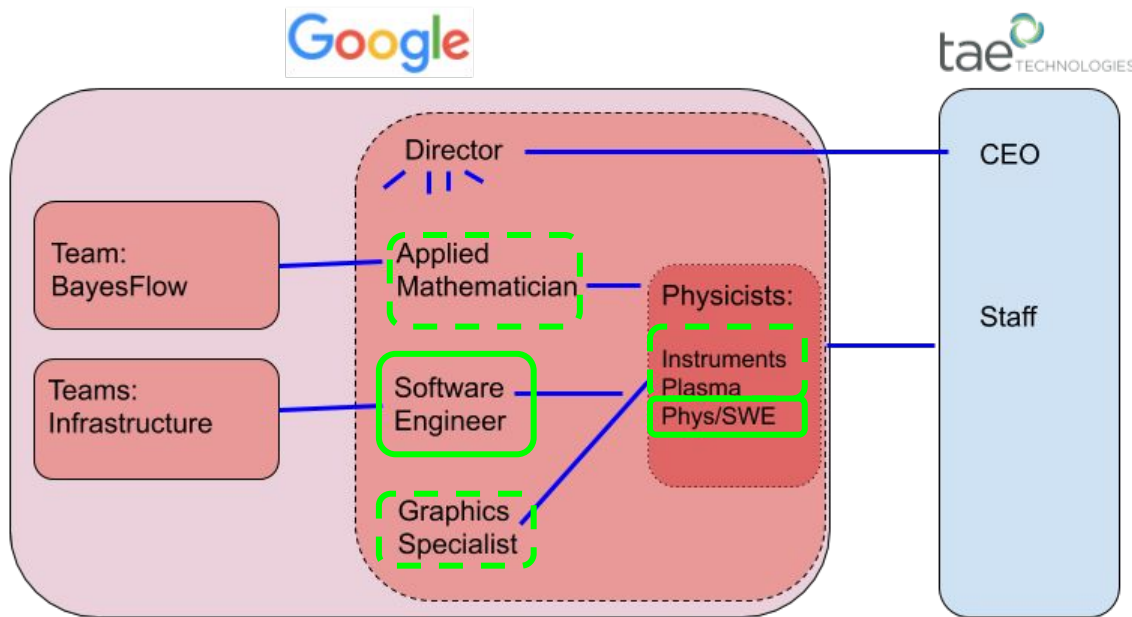 Google
tae TECHNOLOGIES
Director
CEO
Team:
BayesFlow
Applied
Mathematician
Physicists:
Instruments
Plasma
Phys/SWE
Staff
Teams:
Infrastructure
Software
Engineer
Graphics
Specialist